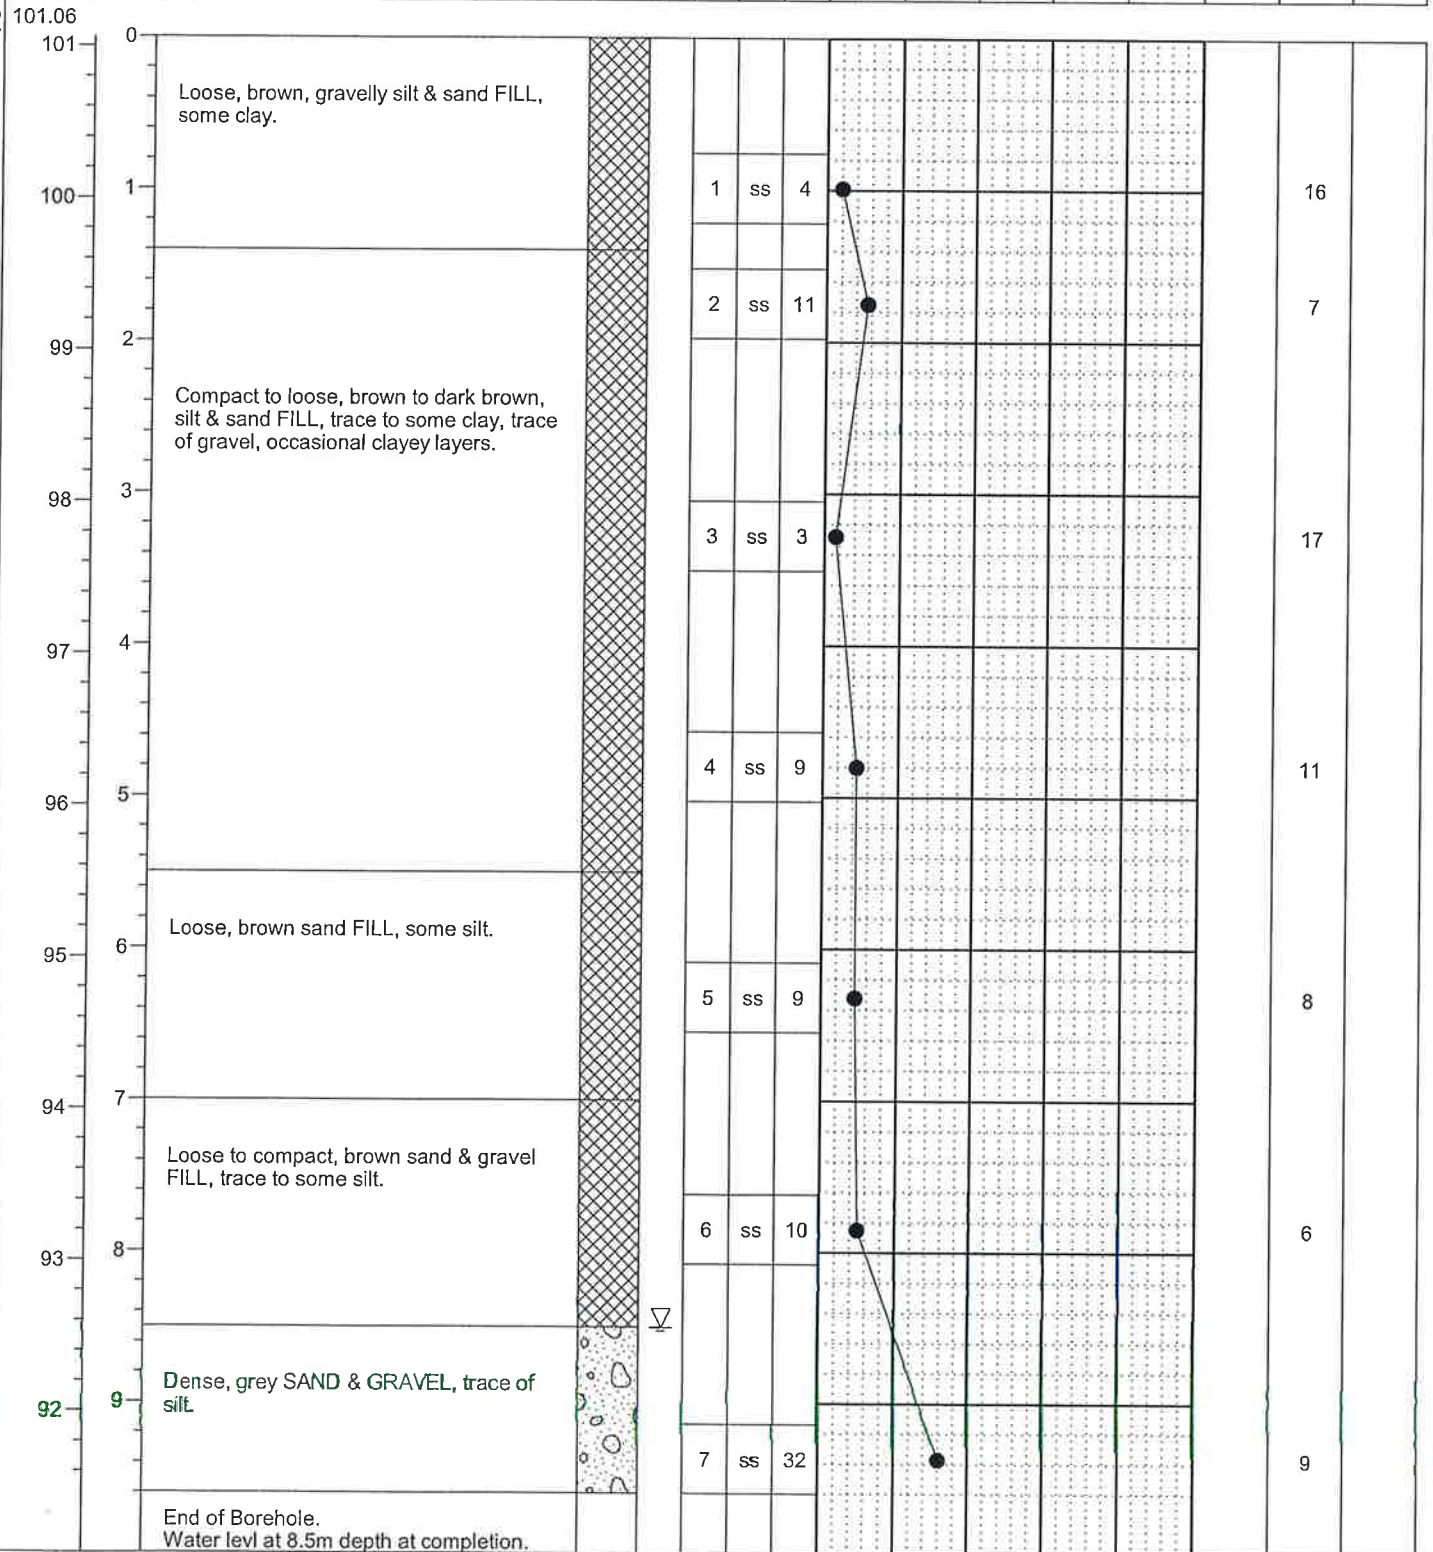 101.06
101
0
Loose, brown, gravelly silt & sand FILL,
some clay.
100
1
1 ss 4
16
2 ss 11
7
99
2
Compact to loose, brown to dark brown,
silt & sand FILL, trace to some clay, trace
of gravel, occasional clayey layers.
98
3
3 ss 3
17
97
4
4 ss 9
11
96
5
Loose, brown sand FILL, some silt.
95
6
5 ss 9
8
94
7
Loose to compact, brown sand & gravel
FILL, trace to some silt.
6 ss 10
6
93
8
Dense, grey SAND & GRAVEL, trace of
silt.
92
9
7 ss 32
9
End of Borehole.
Water levl at 8.5m depth at completion.